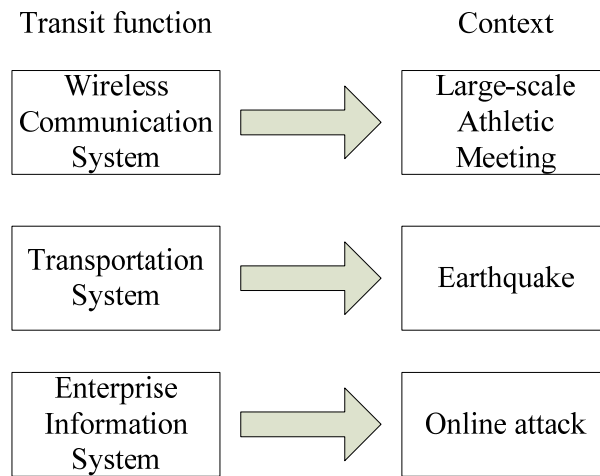 Transit function
Context
Wireless
Communication
System
Large-scale
Athletic
Meeting
Transportation
System
Earthquake
Enterprise
Information
System
Online attack